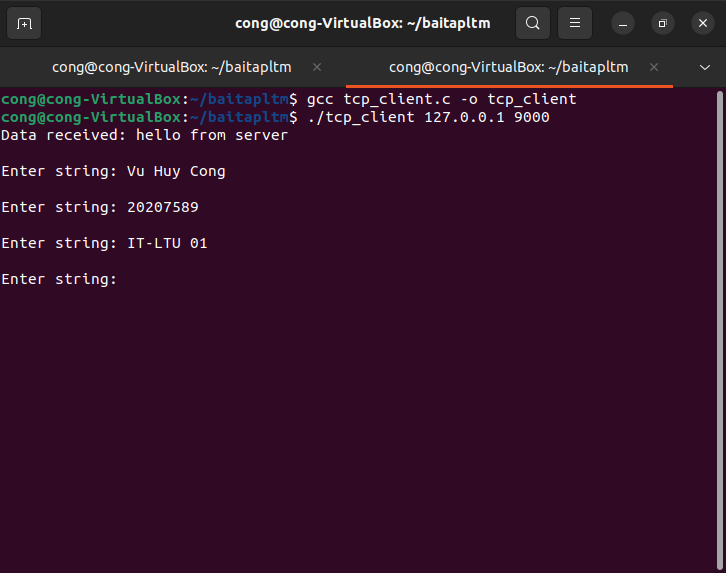 cong@cong-VirtualBox: ~/baitapltm
cong@cong-VirtualBox: ~/baitapltm
cong@cong-VirtualBox: ~/baitapltm
cong@cong-VirtualBox:~/baitapltm$ gcc tcp_client.c -o tcp_client
cong@cong-VirtualBox:~/baitapltm$ ./tcp_client 127.0.0.1 9000
Data received: hello from server
Enter string: Vu Huy Cong
Enter string: 20207589
Enter string: IT-LTU 01
Enter string: